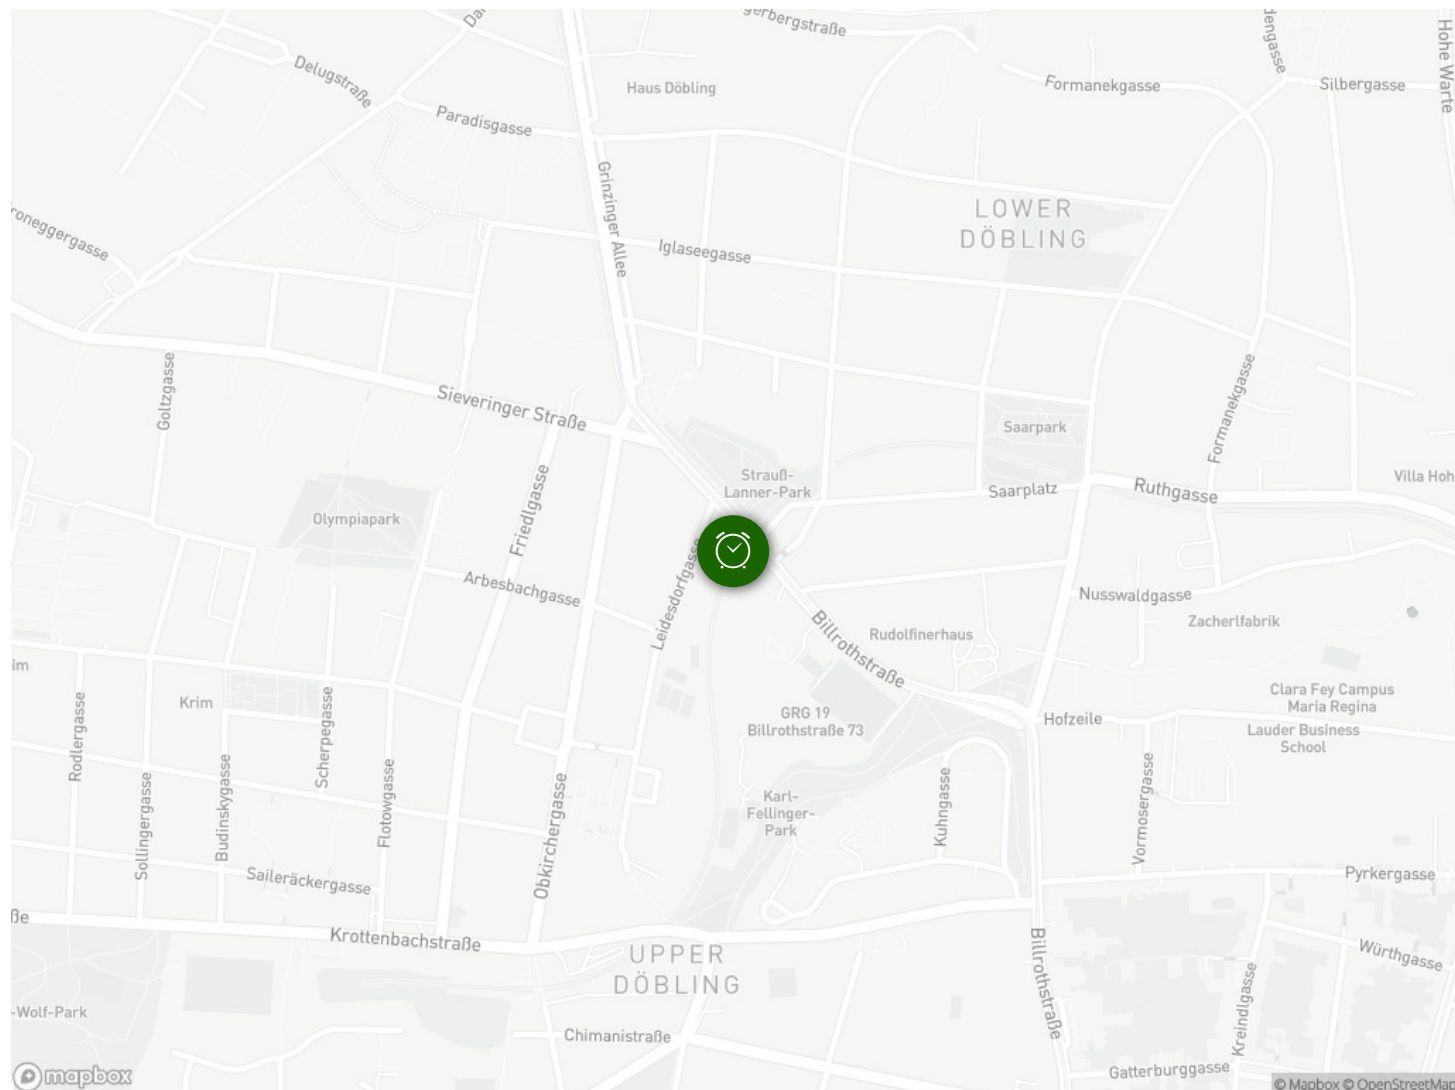 Haus Döbling
Delugstraße
Paradisgasse
Formanekgasse
Silbergasse
Hohe Warte
Grinzinger Allee
Iglaseegasse
LOWER
DÖBLING
Goltzgasse
Sieveringer Straße
Saarpark
Formanekgasse
Strauß-
Lanner-Park
Saarplatz
Ruthgasse
Villa Hoh
Olympiapark
Friedlgasse
Arbesbachgasse
Leidesdorfgasse
Billrothstraße
Rudolfinerhaus
Nusswaldgasse
Zacherlfabrik
Krim
GRG 19
Billrothstraße 73
Hofzeile
Clara Fey Campus
Maria Regina
Lauder Business
School
Rodlergasse
Sollingergasse
Budinskygasse
Scherpegasse
Flotowgasse
Obkirchergasse
Karl-
Fellinger-
Park
Kuhngasse
Vormosergasse
Saileräckergasse
Pyrkergasse
Krottenbachstraße
UPPER
DÖBLING
Billrothstraße
Würthgasse
Kreindlgasse
-Wolf-Park
Chimanistraße
Gatterburggasse
mapbox
© Mapbox © OpenStreetMap